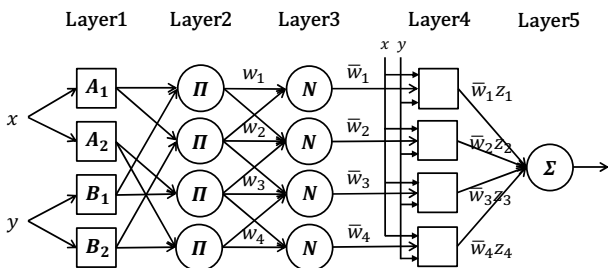 Layer1 Layer2 Layer3 Layer4 Layer5
x y
A₁ Π w₁ N w̅₁ w̅₁z₁
x
A₂ Π w₂ N w̅₂ w̅₂z₂
Σ
B₁ Π w₃ N w̅₃ w̅₃z₃
y
B₂ Π w₄ N w̅₄ w̅₄z₄